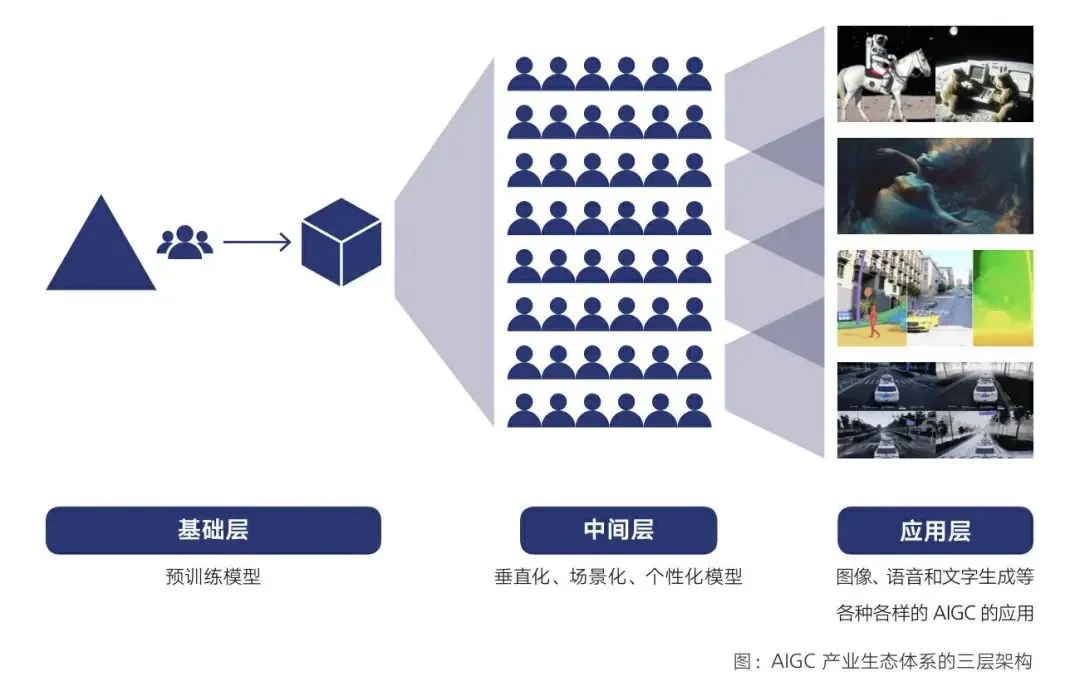 基础层
预训练模型
中间层
垂直化、场景化、个性化模型
应用层
图像、语音和文字生成等
各种各样的 AIGC 的应用
图：AIGC 产业生态体系的三层架构